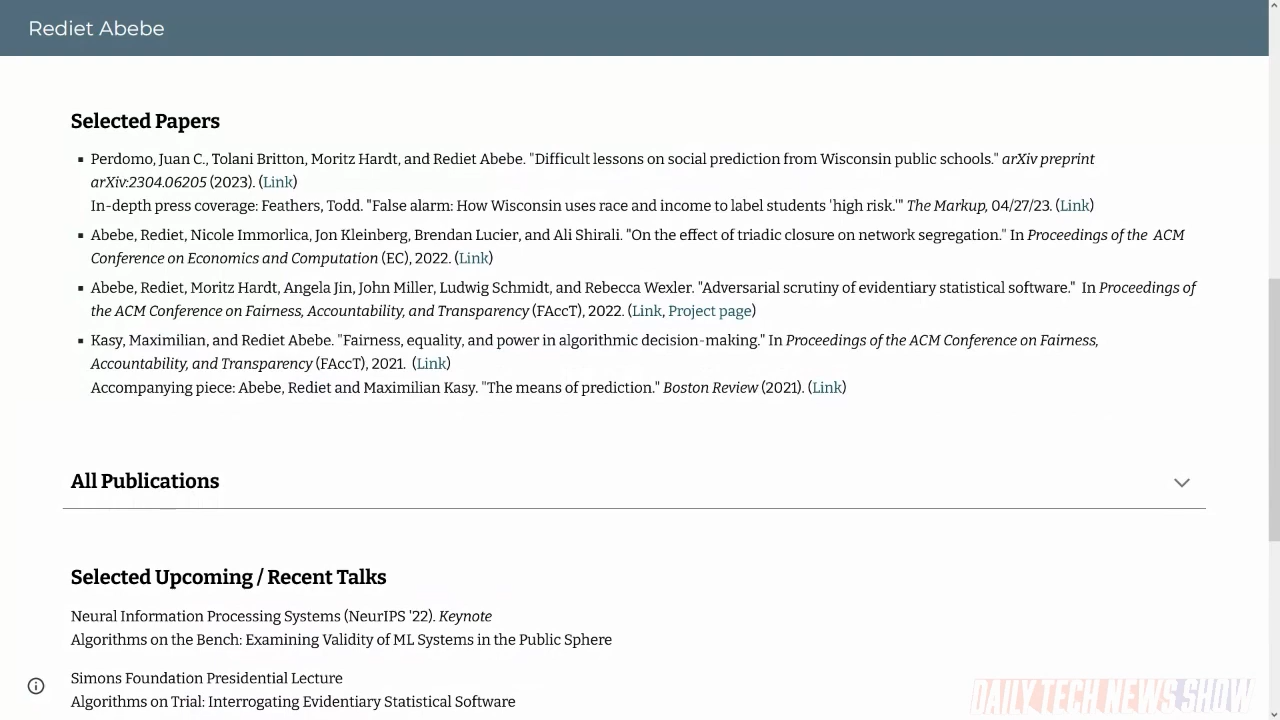 Rediet Abebe
Selected Papers
▪ Perdomo, Juan C., Tolani Britton, Moritz Hardt, and Rediet Abebe. "Difficult lessons on social prediction from Wisconsin public schools." arXiv preprint
arXiv:2304.06205 (2023). (Link)
In-depth press coverage: Feathers, Todd. "False alarm: How Wisconsin uses race and income to label students 'high risk.'" The Markup, 04/27/23. (Link)
▪ Abebe, Rediet, Nicole Immorlica, Jon Kleinberg, Brendan Lucier, and Ali Shirali. "On the effect of triadic closure on network segregation." In Proceedings of the ACM
Conference on Economics and Computation (EC), 2022. (Link)
▪ Abebe, Rediet, Moritz Hardt, Angela Jin, John Miller, Ludwig Schmidt, and Rebecca Wexler. "Adversarial scrutiny of evidentiary statistical software." In Proceedings of
the ACM Conference on Fairness, Accountability, and Transparency (FAccT), 2022. (Link, Project page)
▪ Kasy, Maximilian, and Rediet Abebe. "Fairness, equality, and power in algorithmic decision-making." In Proceedings of the ACM Conference on Fairness,
Accountability, and Transparency (FAccT), 2021. (Link)
Accompanying piece: Abebe, Rediet and Maximilian Kasy. "The means of prediction." Boston Review (2021). (Link)
All Publications
Selected Upcoming / Recent Talks
Neural Information Processing Systems (NeurIPS '22). Keynote
Algorithms on the Bench: Examining Validity of ML Systems in the Public Sphere
Simons Foundation Presidential Lecture
Algorithms on Trial: Interrogating Evidentiary Statistical Software
DAILY TECH NEWS SHOW